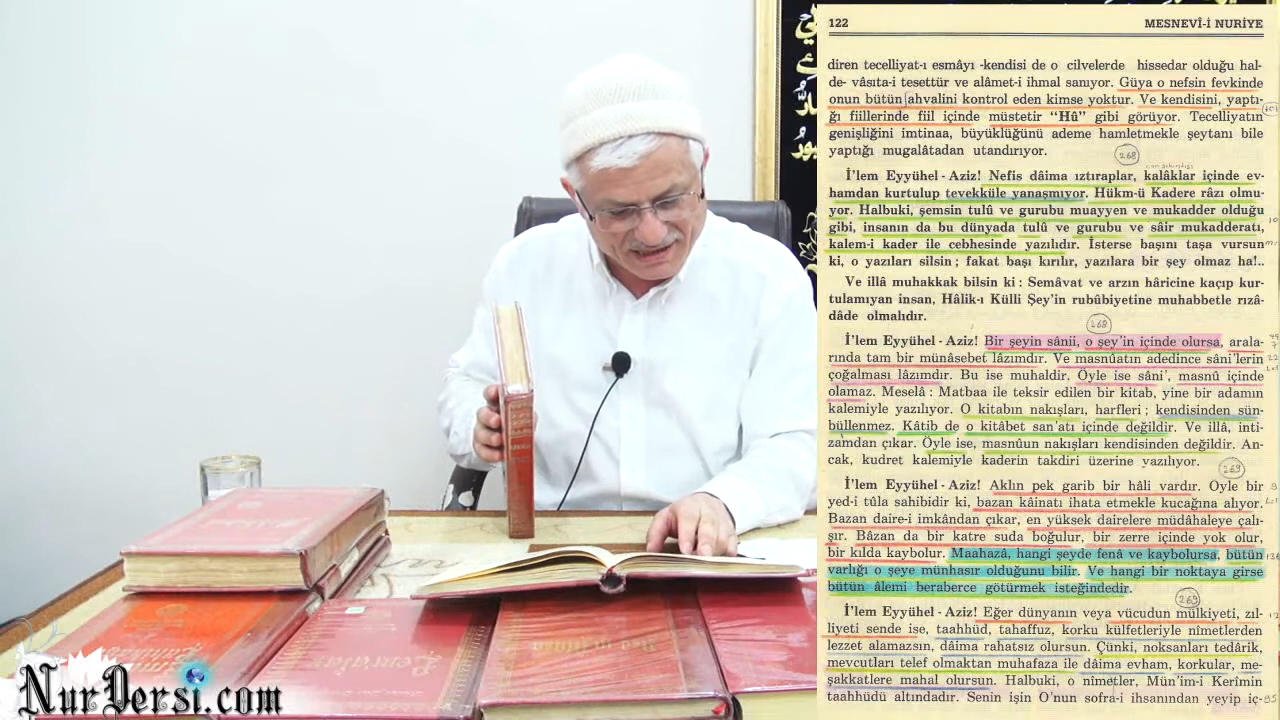 122 MESNEVÎ-İ NURİYE
diren tecelliyat-ı esmâyı -kendisi de o cilvelerde hissedar olduğu hal-
de- vâsıta-i tesettür ve alâmet-i ihmal sanıyor. Güya o nefsin fevkinde
onun bütün ahvalini kontrol eden kimse yoktur. Ve kendisini, yaptı-
ğı fiillerinde fiil içinde müstetir "Hû" gibi görüyor. Tecelliyatın
genişliğini imtinaa, büyüklüğünü ademe hamletmekle şeytanı bile
yaptığı mugalâtadan utandırıyor.
268
İ'lem Eyyühel - Aziz! Nefis dâima ıztıraplar, kalâklar içinde ev-
hamdan kurtulup tevekküle yanaşmıyor. Hükm-ü Kadere râzı olmu-
yor. Halbuki, şemsin tulû ve gurubu muayyen ve mukadder olduğu
gibi, insanın da bu dünyada tulû ve gurubu ve sâir mukadderatı,
kalem-i kader ile cebhesinde yazılıdır. İsterse başını taşa vursun
ki, o yazıları silsin ; fakat başı kırılır, yazılara bir şey olmaz ha!..
Ve illâ muhakkak bilsin ki : Semâvat ve arzın hâricine kaçıp kur-
tulamıyan insan, Hâlik-ı Külli Şey'in rubûbiyetine muhabbetle rızâ-
dâde olmalıdır.
268
İ'lem Eyyühel - Aziz! Bir şeyin sânii, o şey'in içinde olursa, arala-
rında tam bir münâsebet lâzımdır. Ve masnûatın adedince sâni'lerin
çoğalması lâzımdır. Bu ise muhaldir. Öyle ise sâni', masnû içinde
olamaz. Meselâ : Matbaa ile teksir edilen bir kitab, yine bir adamın
kalemiyle yazılıyor. O kitabın nakışları, harfleri ; kendisinden sün-
büllenmez. Kâtib de o kitâbet san'atı içinde değildir. Ve illâ, inti-
zamdan çıkar. Öyle ise, masnûun nakışları kendisinden değildir. An-
cak, kudret kalemiyle kaderin takdiri üzerine yazılıyor.
269
İ'lem Eyyühel - Aziz! Aklın pek garib bir hâli vardır. Öyle bir
yed-i tûla sahibidir ki, bazan kâinatı ihata etmekle kucağına alıyor.
Bazan daire-i imkândan çıkar, en yüksek dairelere müdâhaleye çalı-
şır. Bâzan da bir katre suda boğulur, bir zerre içinde yok olur,
bir kılda kaybolur. Maahazâ, hangi şeyde fenâ ve kaybolursa, bütün
varlığı o şeye münhasır olduğunu bilir. Ve hangi bir noktaya girse
bütün âlemi beraberce götürmek isteğindedir.
269
İ'lem Eyyühel - Aziz! Eğer dünyanın veya vücudun mülkiyeti, zıl-
liyeti sende ise, taahhüd, tahaffuz, korku külfetleriyle nîmetlerden
lezzet alamazsın, dâima rahatsız olursun. Çünki, noksanları tedârik,
mevcutları telef olmaktan muhafaza ile dâima evham, korkular, me-
şakkatlere mahal olursun. Halbuki, o nîmetler, Mün'im-i Kerîmin
taahhüdü altındadır. Senin işin O'nun sofra-i ihsanından yeyip iç-
Lem'alar
NurDersi.com